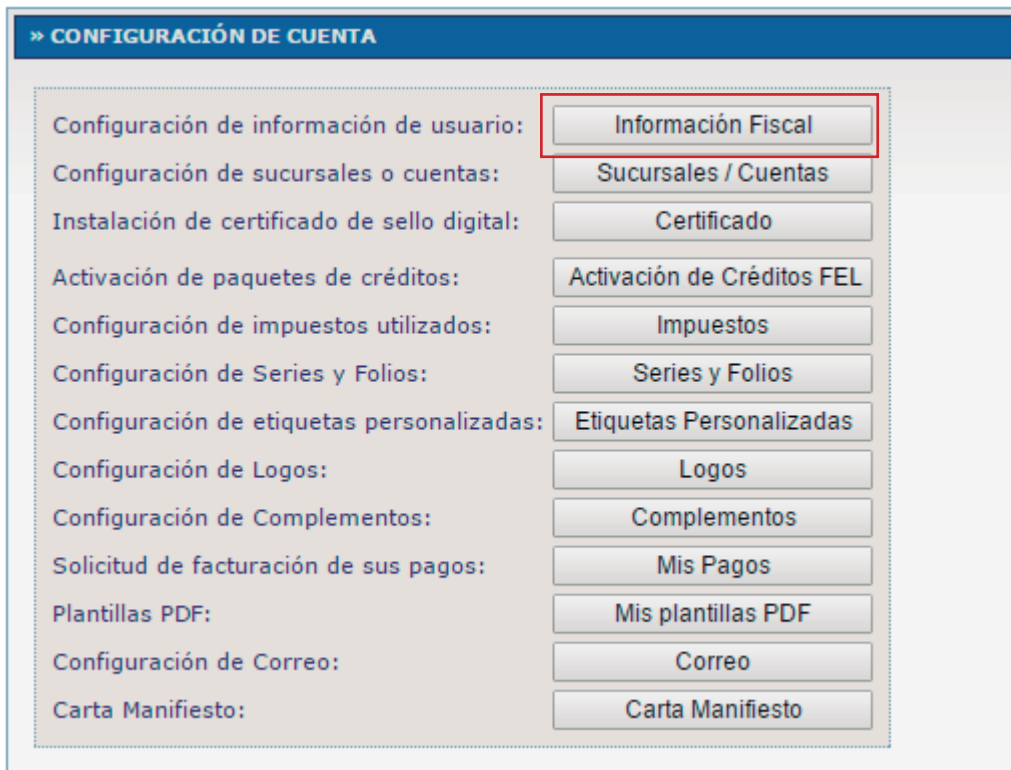 » CONFIGURACIÓN DE CUENTA
Configuración de información de usuario: Información Fiscal
Configuración de sucursales o cuentas: Sucursales / Cuentas
Instalación de certificado de sello digital: Certificado
Activación de paquetes de créditos: Activación de Créditos FEL
Configuración de impuestos utilizados: Impuestos
Configuración de Series y Folios: Series y Folios
Configuración de etiquetas personalizadas: Etiquetas Personalizadas
Configuración de Logos: Logos
Configuración de Complementos: Complementos
Solicitud de facturación de sus pagos: Mis Pagos
Plantillas PDF: Mis plantillas PDF
Configuración de Correo: Correo
Carta Manifiesto: Carta Manifiesto